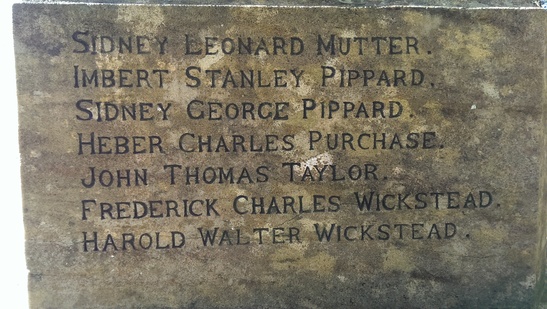 SIDNEY LEONARD MUTTER.
IMBERT STANLEY PIPPARD.
SIDNEY GEORGE PIPPARD.
HEBER CHARLES PURCHASE.
JOHN THOMAS TAYLOR.
FREDERICK CHARLES WICKSTEAD.
HAROLD WALTER WICKSTEAD.